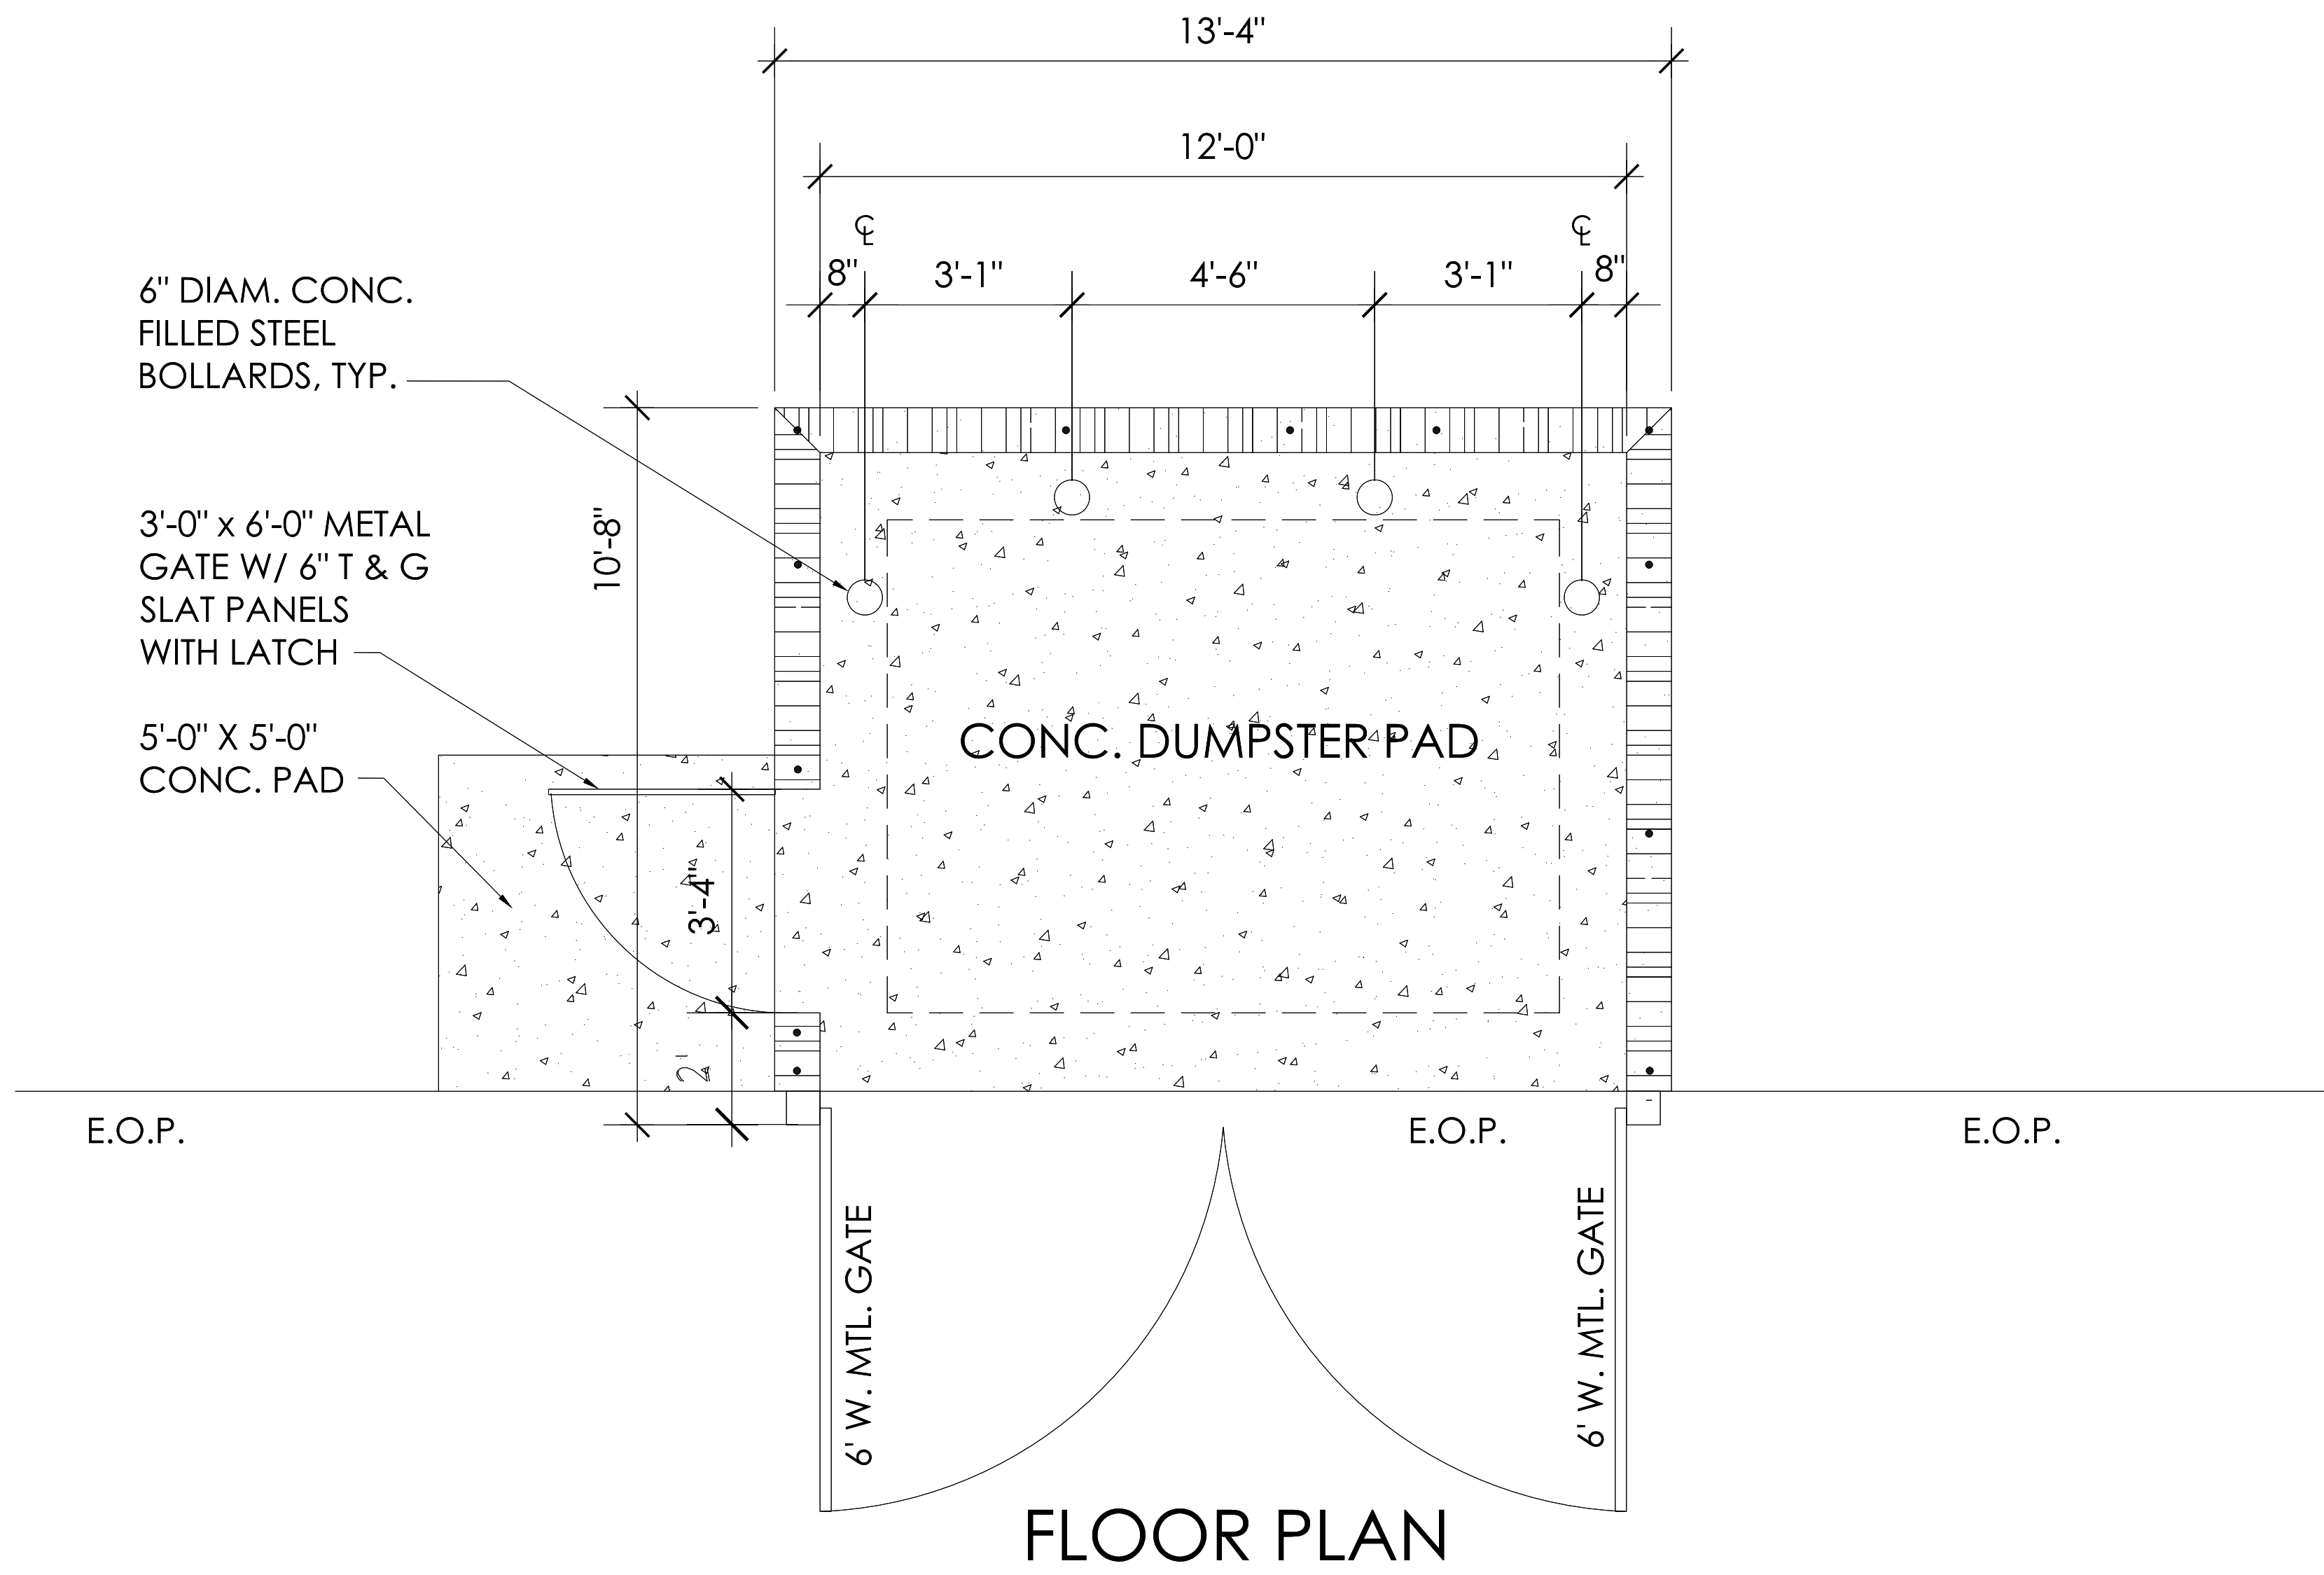 13'-4"
12'-0"
℄
℄
8"
3'-1"
4'-6"
3'-1"
8"
6" DIAM. CONC.
FILLED STEEL
BOLLARDS, TYP.
10'-8"
3'-0" x 6'-0" METAL
GATE W/ 6" T & G
SLAT PANELS
WITH LATCH
5'-0" X 5'-0"
CONC. PAD
CONC. DUMPSTER PAD
3'-4"
2'
E.O.P.
E.O.P.
E.O.P.
6' W. MTL. GATE
6' W. MTL. GATE
FLOOR PLAN